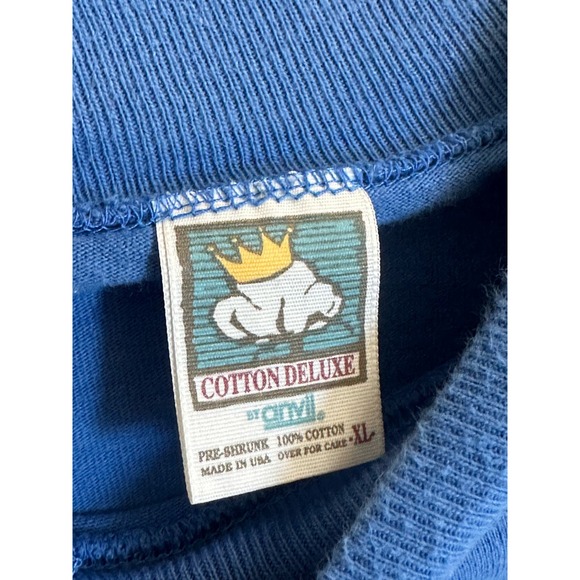 COTTON DELUXE
BY anvil.
PRE-SHRUNK 100% COTTON •XL•
MADE IN USA OVER FOR CARE